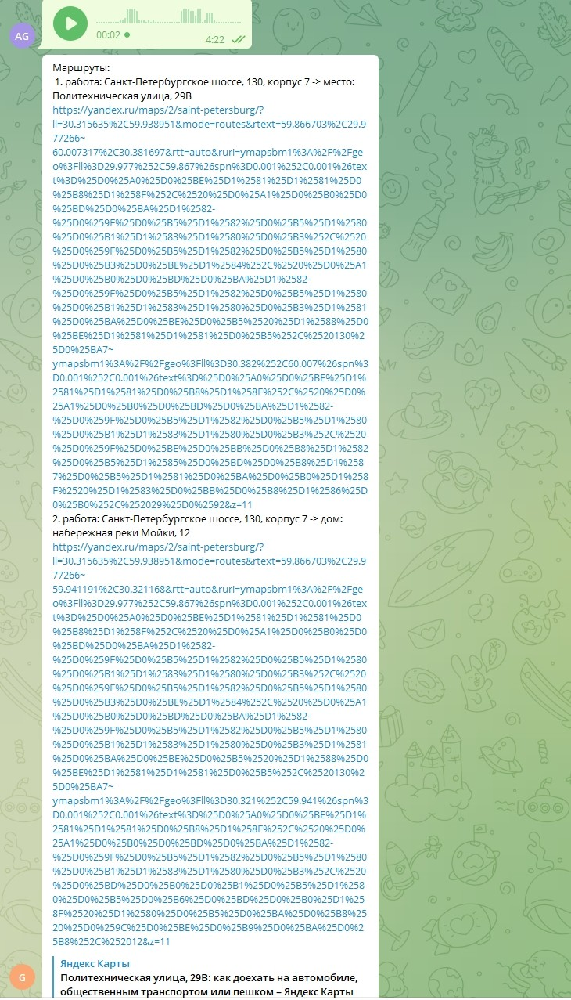 00:02
4:22
AG
Маршруты:
1. работа: Санкт-Петербургское шоссе, 130, корпус 7 -> место:
Политехническая улица, 29В
https://yandex.ru/maps/2/saint-petersburg/?
ll=30.315635%2C59.938951&mode=routes&rtext=59.866703%2C29.9
77266~
60.007317%2C30.381697&rtt=auto&ruri=ymapsbm1%3A%2F%2Fge
o%3Fll%3D29.977%252C59.867%26spn%3D0.001%252C0.001%26tex
t%3D%25D0%25A0%25D0%25BE%25D1%2581%25D1%2581%25D0
%25B8%25D1%258F%252C%2520%25D0%25A1%25D0%25B0%25D0
%25BD%25D0%25BA%25D1%2582-
%25D0%259F%25D0%25B5%25D1%2582%25D0%25B5%25D1%2580
%25D0%25B1%25D1%2583%25D1%2580%25D0%25B3%252C%2520
%25D0%259F%25D0%25B5%25D1%2582%25D0%25B5%25D1%2580
%25D0%25B3%25D0%25BE%25D1%2584%252C%2520%25D0%25A1
%25D0%25B0%25D0%25BD%25D0%25BA%25D1%2582-
%25D0%259F%25D0%25B5%25D1%2582%25D0%25B5%25D1%2580
%25D0%25B1%25D1%2583%25D1%2580%25D0%25B3%25D1%2581
%25D0%25BA%25D0%25BE%25D0%25B5%2520%25D1%2588%25D0
%25BE%25D1%2581%25D1%2581%25D0%25B5%252C%2520130%2
5D0%25BA7~
ymapsbm1%3A%2F%2Fgeo%3Fll%3D30.382%252C60.007%26spn%3
D0.001%252C0.001%26text%3D%25D0%25A0%25D0%25BE%25D1%
2581%25D1%2581%25D0%25B8%25D1%258F%252C%2520%25D0%
25A1%25D0%25B0%25D0%25BD%25D0%25BA%25D1%2582-
%25D0%259F%25D0%25B5%25D1%2582%25D0%25B5%25D1%2580
%25D0%25B1%25D1%2583%25D1%2580%25D0%25B3%252C%2520
%25D0%259F%25D0%25BE%25D0%25BB%25D0%25B8%25D1%2582
%25D0%25B5%25D1%2585%25D0%25BD%25D0%25B8%25D1%258
7%25D0%25B5%25D1%2581%25D0%25BA%25D0%25B0%25D1%258
F%2520%25D1%2583%25D0%25BB%25D0%25B8%25D1%2586%25D
0%25B0%252C%252029%25D0%2592&z=11
2. работа: Санкт-Петербургское шоссе, 130, корпус 7 -> дом:
набережная реки Мойки, 12
https://yandex.ru/maps/2/saint-petersburg/?
ll=30.315635%2C59.938951&mode=routes&rtext=59.866703%2C29.9
77266~
59.941191%2C30.321168&rtt=auto&ruri=ymapsbm1%3A%2F%2Fge
o%3Fll%3D29.977%252C59.867%26spn%3D0.001%252C0.001%26tex
t%3D%25D0%25A0%25D0%25BE%25D1%2581%25D1%2581%25D0
%25B8%25D1%258F%252C%2520%25D0%25A1%25D0%25B0%25D0
%25BD%25D0%25BA%25D1%2582-
%25D0%259F%25D0%25B5%25D1%2582%25D0%25B5%25D1%2580
%25D0%25B1%25D1%2583%25D1%2580%25D0%25B3%252C%2520
%25D0%259F%25D0%25B5%25D1%2582%25D0%25B5%25D1%2580
%25D0%25B3%25D0%25BE%25D1%2584%252C%2520%25D0%25A1
%25D0%25B0%25D0%25BD%25D0%25BA%25D1%2582-
%25D0%259F%25D0%25B5%25D1%2582%25D0%25B5%25D1%2580
%25D0%25B1%25D1%2583%25D1%2580%25D0%25B3%25D1%2581
%25D0%25BA%25D0%25BE%25D0%25B5%2520%25D1%2588%25D0
%25BE%25D1%2581%25D1%2581%25D0%25B5%252C%2520130%2
5D0%25BA7~
ymapsbm1%3A%2F%2Fgeo%3Fll%3D30.321%252C59.941%26spn%3
D0.001%252C0.001%26text%3D%25D0%25A0%25D0%25BE%25D1%
2581%25D1%2581%25D0%25B8%25D1%258F%252C%2520%25D0%
25A1%25D0%25B0%25D0%25BD%25D0%25BA%25D1%2582-
%25D0%259F%25D0%25B5%25D1%2582%25D0%25B5%25D1%2580
%25D0%25B1%25D1%2583%25D1%2580%25D0%25B3%252C%2520
%25D0%25BD%25D0%25B0%25D0%25B1%25D0%25B5%25D1%258
0%25D0%25B5%25D0%25B6%25D0%25BD%25D0%25B0%25D1%25
8F%2520%25D1%2580%25D0%25B5%25D0%25BA%25D0%25B8%25
20%25D0%259C%25D0%25BE%25D0%25B9%25D0%25BA%25D0%2
5B8%252C%252012&z=11
Яндекс Карты
Политехническая улица, 29В: как доехать на автомобиле,
общественным транспортом или пешком – Яндекс Карты
G